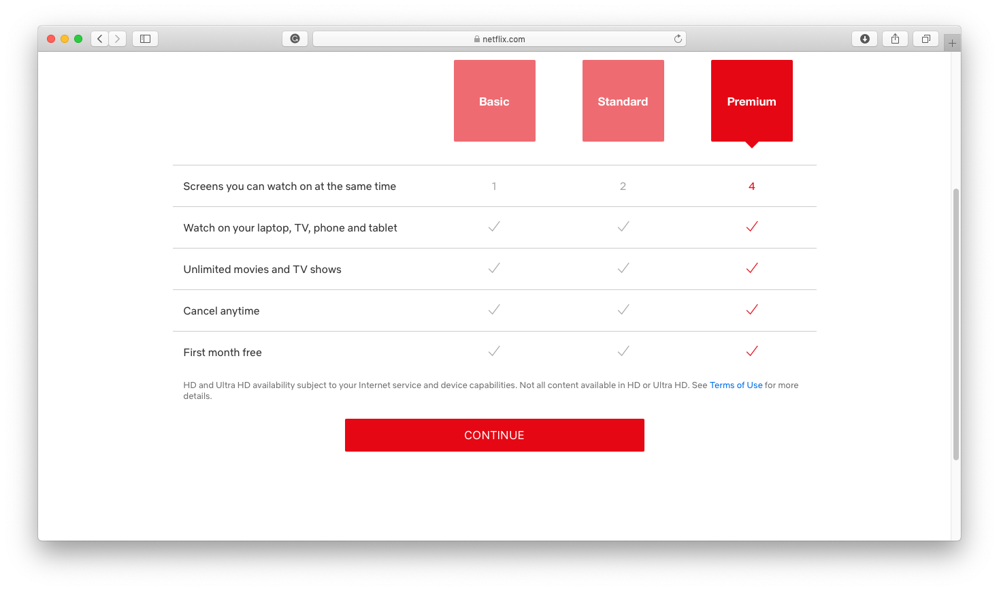 netflix.com
Basic Standard Premium
Screens you can watch on at the same time 1 2 4
Watch on your laptop, TV, phone and tablet
Unlimited movies and TV shows
Cancel anytime
First month free
HD and Ultra HD availability subject to your Internet service and device capabilities. Not all content available in HD or Ultra HD. See Terms of Use for more
details.
CONTINUE